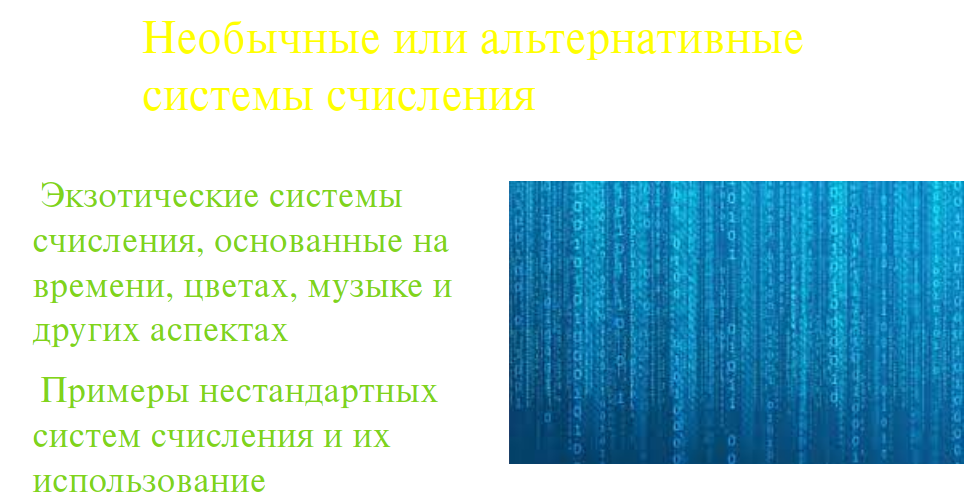 Необычные или альтернативные
системы счисления
Экзотические системы
счисления, основанные на
времени, цветах, музыке и
других аспектах
Примеры нестандартных
систем счисления и их
использование